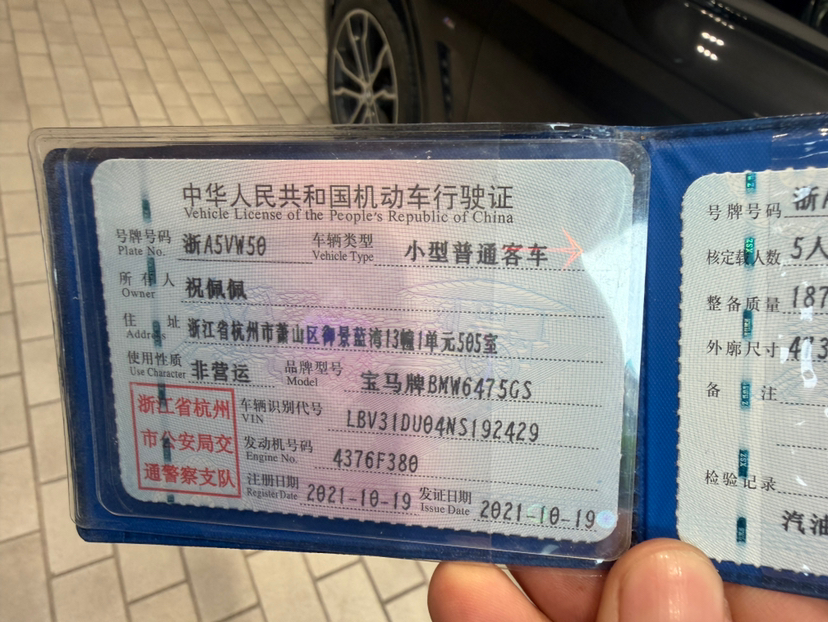 中华人民共和国机动车行驶证
Vehicle License of the People's Republic of China
号牌号码 浙A5VW50 车辆类型 小型普通客车
Plate No. Vehicle Type
所有人 祝佩佩
Owner
住址 浙江省杭州市萧山区御景蓝湾13幢1单元505室
Address
使用性质 非营运 品牌型号 宝马牌BMW6475GS
Use Character Model
浙江省杭州
市公安局交
通警察支队
车辆识别代号 LBV31DU04NS192429
VIN
发动机号码 4376F380
Engine No.
注册日期 2021-10-19 发证日期 2021-10-19
Register Date Issue Date
号牌号码 浙
核定载人数 5人
整备质量 187
外廓尺寸 473
备注
检验记录
汽油